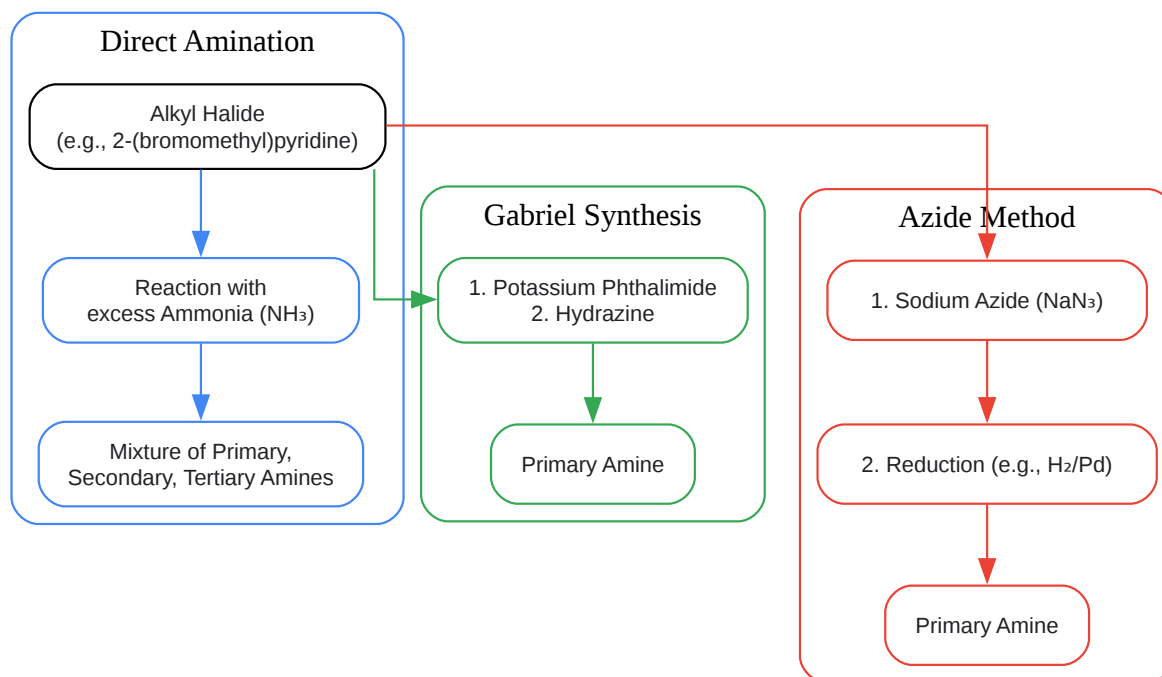 Direct Amination
Alkyl Halide
(e.g., 2-(bromomethyl)pyridine)
Reaction with
excess Ammonia (NH₃)
Mixture of Primary,
Secondary, Tertiary Amines
Gabriel Synthesis
1. Potassium Phthalimide
2. Hydrazine
Primary Amine
Azide Method
1. Sodium Azide (NaN₃)
2. Reduction (e.g., H₂/Pd)
Primary Amine